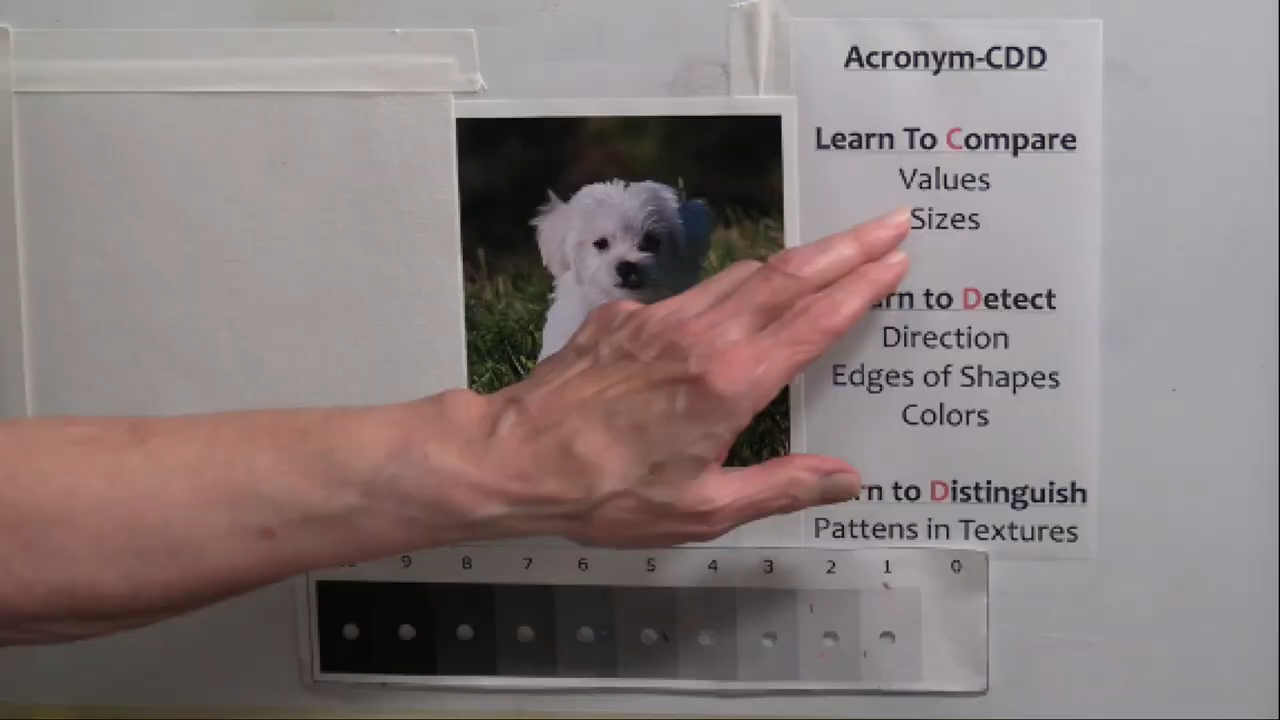 Acronym-CDD
Learn To Compare
Values
Sizes
to Detect
Direction
Edges of Shapes
Colors
to Distinguish
Pattens in Textures
9 8 7 6 5 4 3 2 1 0